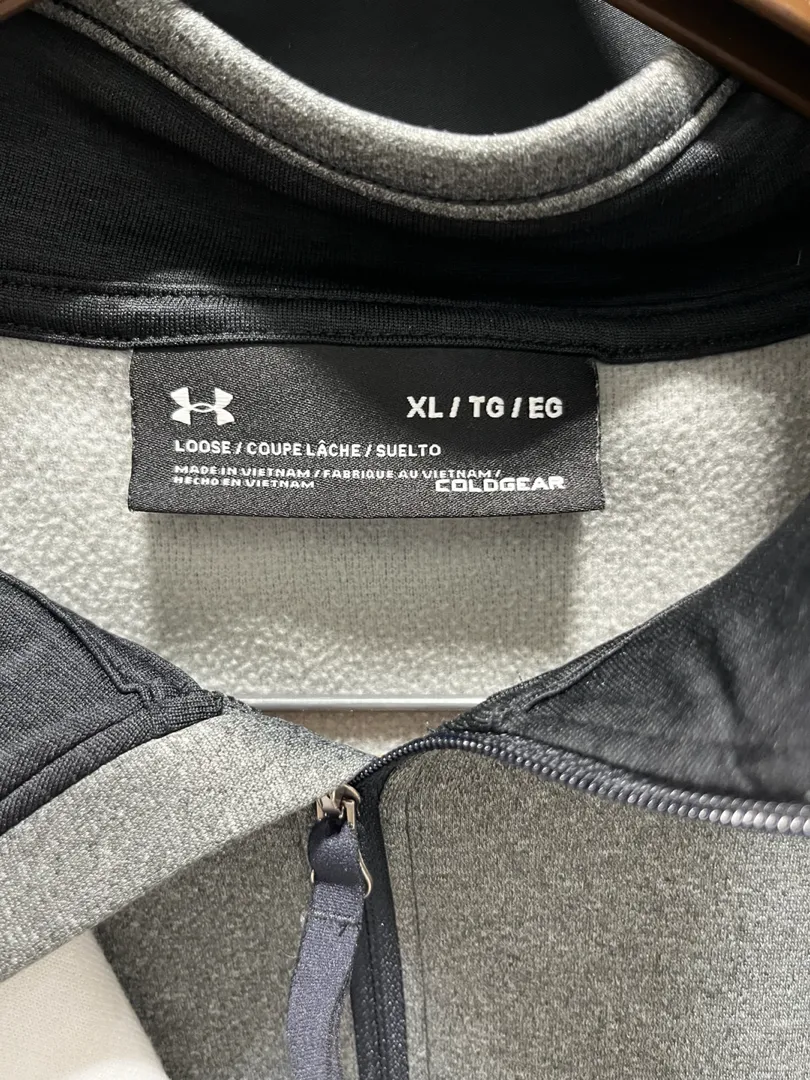 XL / TG / EG
LOOSE / COUPE LÂCHE / SUELTO
MADE IN VIETNAM / FABRIQUE AU VIETNAM /
HECHO EN VIETNAM
COLDGEAR